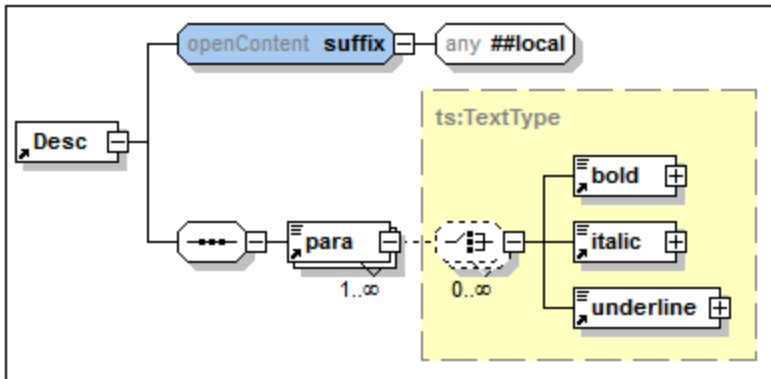 openContent suffix
any ##local
ts:TextType
Desc
bold
para
italic
1..∞
0..∞
underline